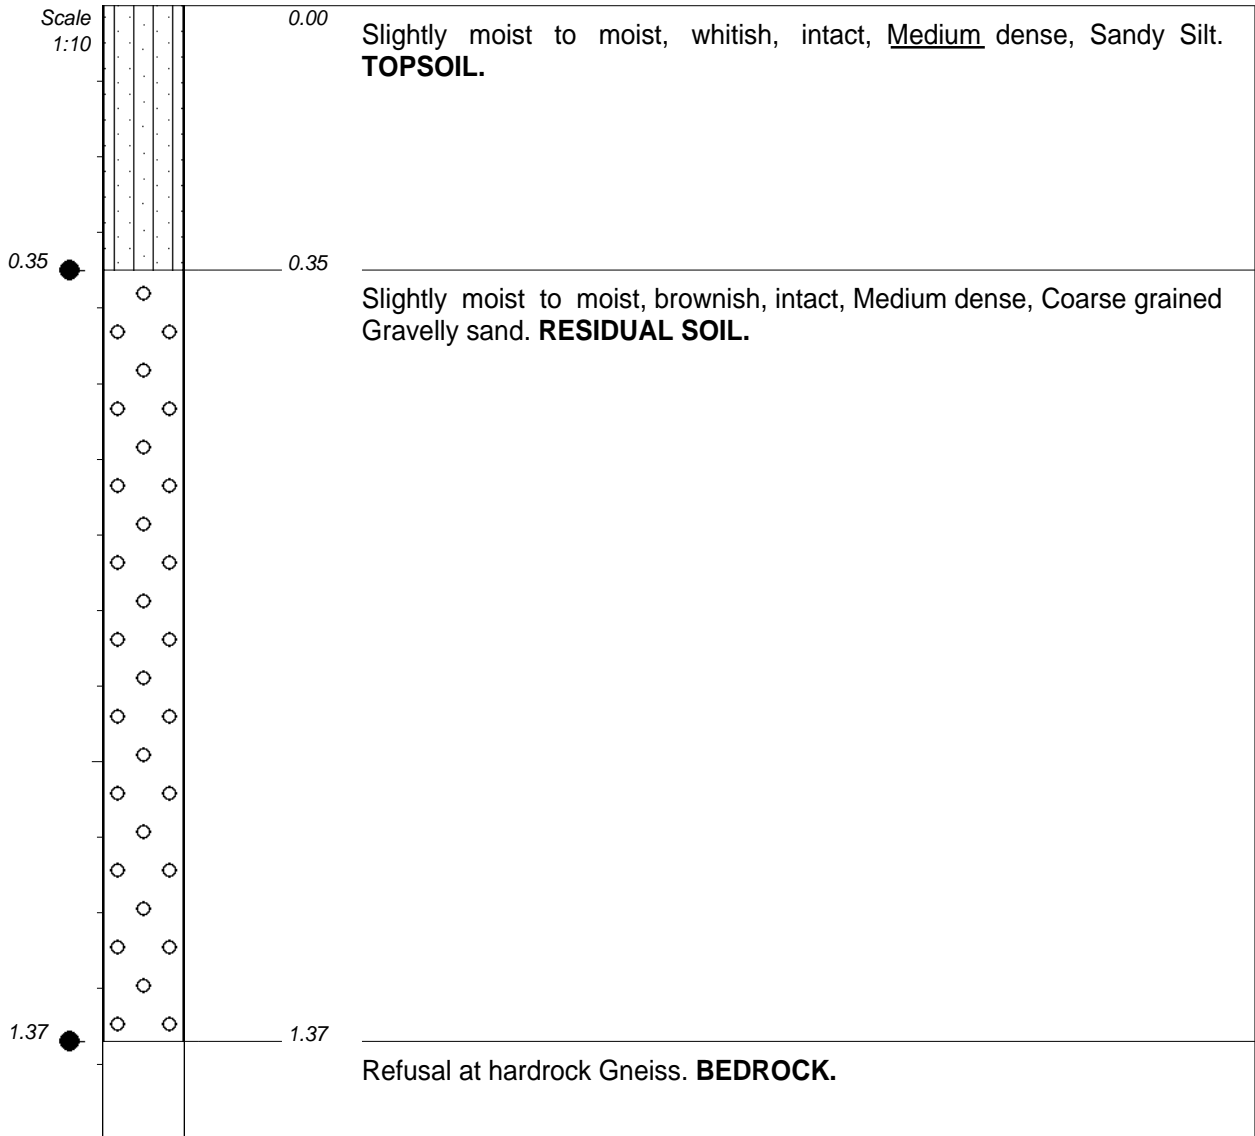 Scale
1:10
0.00
Slightly moist to moist, whitish, intact, Medium dense, Sandy Silt.
TOPSOIL.
0.35
0.35
Slightly moist to moist, brownish, intact, Medium dense, Coarse grained
Gravelly sand. RESIDUAL SOIL.
1.37
1.37
Refusal at hardrock Gneiss. BEDROCK.